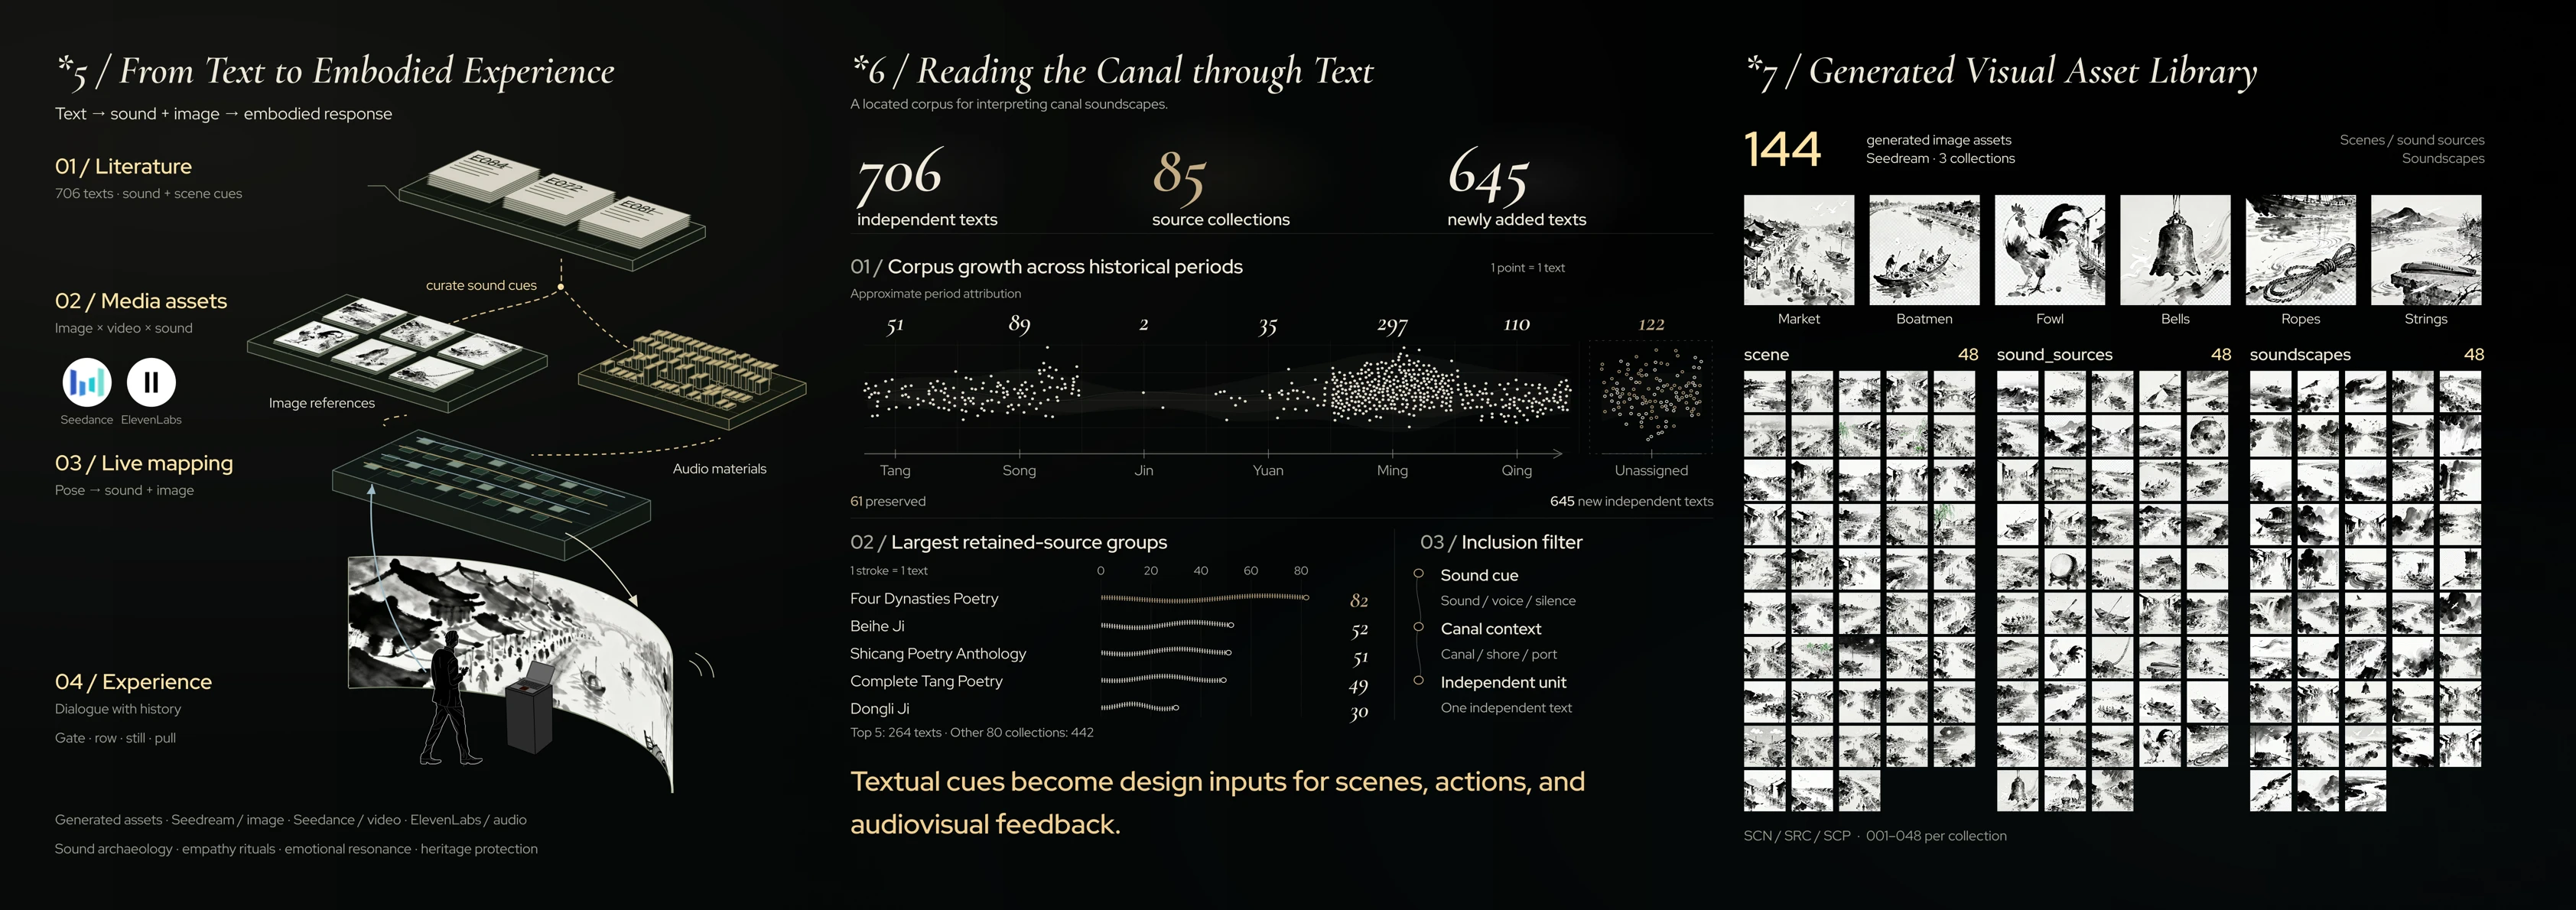 *5 / From Text to Embodied Experience
Text → sound + image → embodied response
01 / Literature
706 texts · sound + scene cues
E084
E072
E081
curate sound cues
02 / Media assets
Image × video × sound
Seedance ElevenLabs
Image references
Audio materials
03 / Live mapping
Pose → sound + image
04 / Experience
Dialogue with history
Gate · row · still · pull
Generated assets · Seedream / image · Seedance / video · ElevenLabs / audio
Sound archaeology · empathy rituals · emotional resonance · heritage protection
*6 / Reading the Canal through Text
A located corpus for interpreting canal soundscapes.
706 85 645
independent texts source collections newly added texts
01 / Corpus growth across historical periods
1 point = 1 text
Approximate period attribution
51 89 2 35 297 110 122
Tang Song Jin Yuan Ming Qing Unassigned
61 preserved 645 new independent texts
02 / Largest retained-source groups
1 stroke = 1 text 0 20 40 60 80
Four Dynasties Poetry 82
Beihe Ji 52
Shicang Poetry Anthology 51
Complete Tang Poetry 49
Dongli Ji 30
Top 5: 264 texts · Other 80 collections: 442
03 / Inclusion filter
Sound cue
Sound / voice / silence
Canal context
Canal / shore / port
Independent unit
One independent text
Textual cues become design inputs for scenes, actions, and
audiovisual feedback.
*7 / Generated Visual Asset Library
144
generated image assets
Seedream · 3 collections
Scenes / sound sources
Soundscapes
Market Boatmen Fowl Bells Ropes Strings
scene 48 sound_sources 48 soundscapes 48
SCN / SRC / SCP · 001–048 per collection